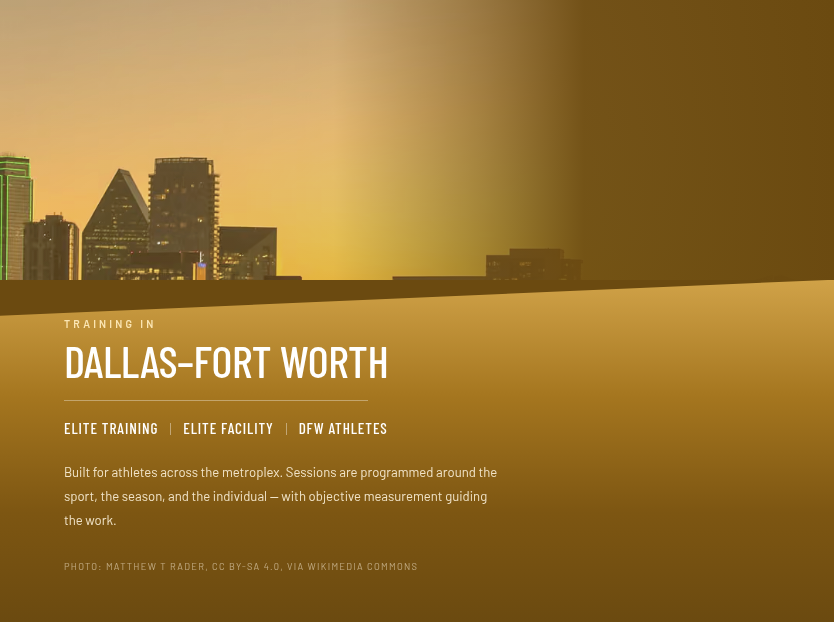 TRAINING IN
DALLAS–FORT WORTH
ELITE TRAINING | ELITE FACILITY | DFW ATHLETES
Built for athletes across the metroplex. Sessions are programmed around the
sport, the season, and the individual — with objective measurement guiding
the work.
PHOTO: MATTHEW T RADER, CC BY-SA 4.0, VIA WIKIMEDIA COMMONS